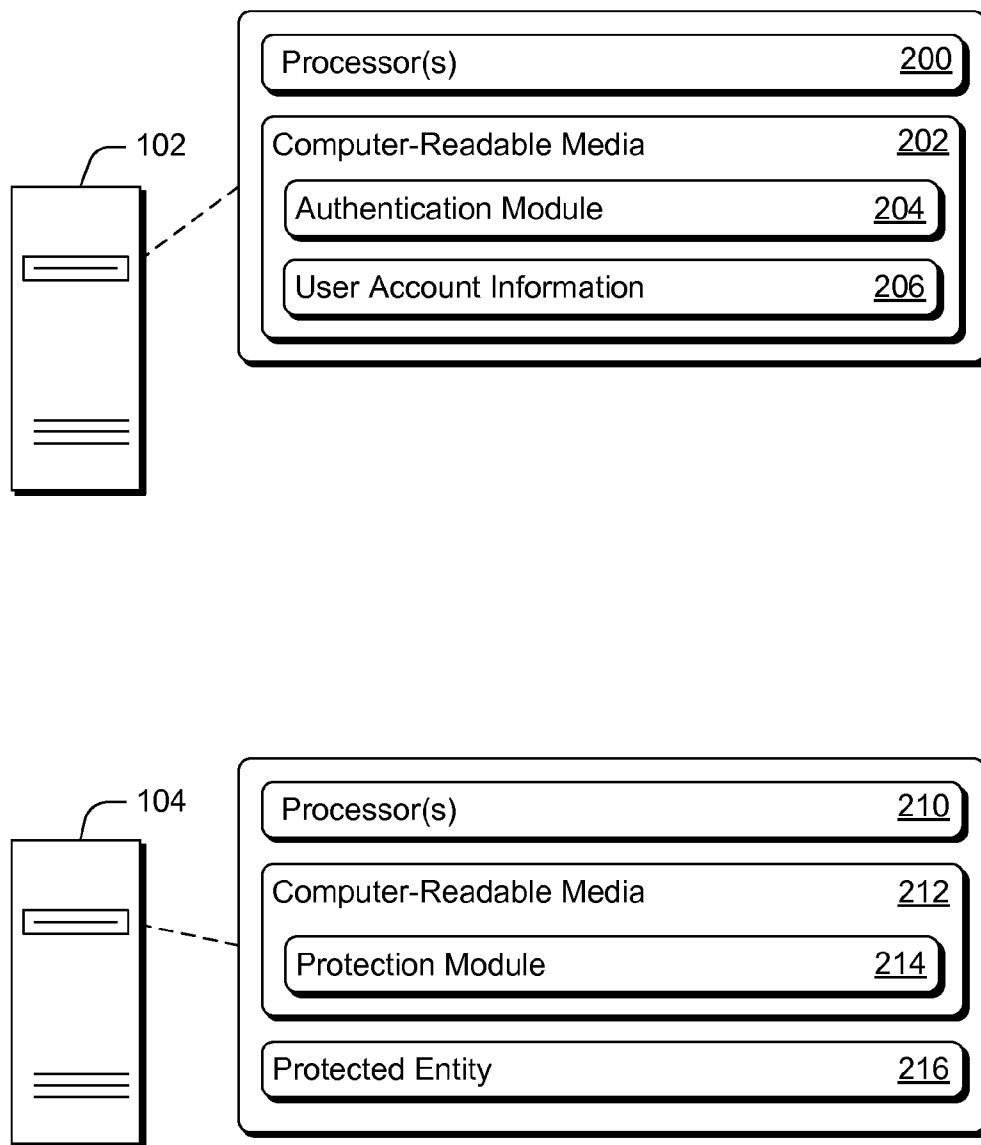 Processor(s) 200
102
Computer-Readable Media 202
Authentication Module 204
User Account Information 206
104
Processor(s) 210
Computer-Readable Media 212
Protection Module 214
Protected Entity 216